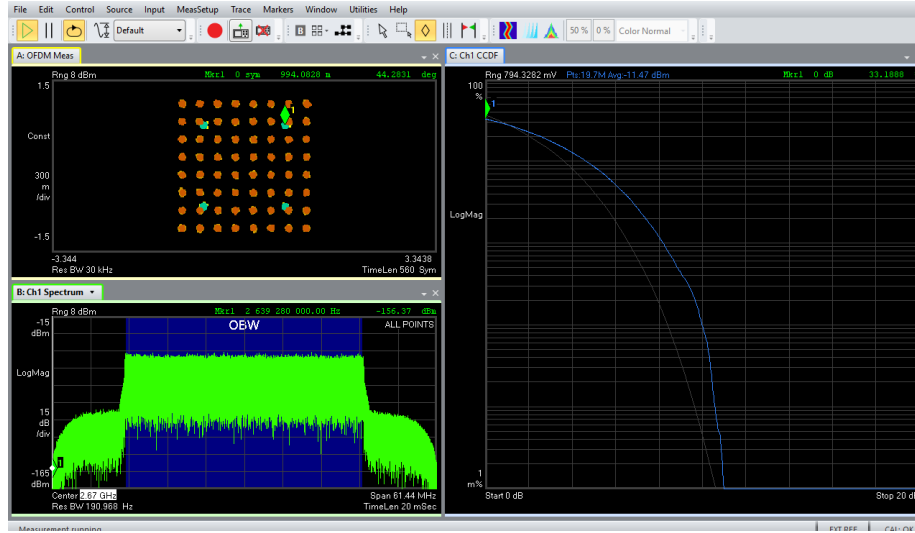 File Edit Control Source Input MeasSetup Trace Markers Window Utilities Help
Default 50 % 0 % Color Normal
A: OFDM Meas
Rng 8 dBm Mkr1 0 sym 994.0828 m 44.2831 deg
1.5
Const
300
m
/div
-1.5
-3.344 3.3438
Res BW 30 kHz TimeLen 560 Sym
1
B: Ch1 Spectrum
Rng 8 dBm Mkr1 2 639 280 000.00 Hz -156.37 dBm
-15
dBm
OBW
ALL POINTS
LogMag
15
dB
/div
-165
dBm
1
Center 2.67 GHz Span 61.44 MHz
Res BW 190.968 Hz TimeLen 20 mSec
C: Ch1 CCDF
Rng 794.3282 mV Pts:19.7M Avg:-11.47 dBm Mkr1 0 dB 33.1808
100
%
1
LogMag
1
m%
Start 0 dB Stop 20 d
Measurement running EXT REF CAL: OK